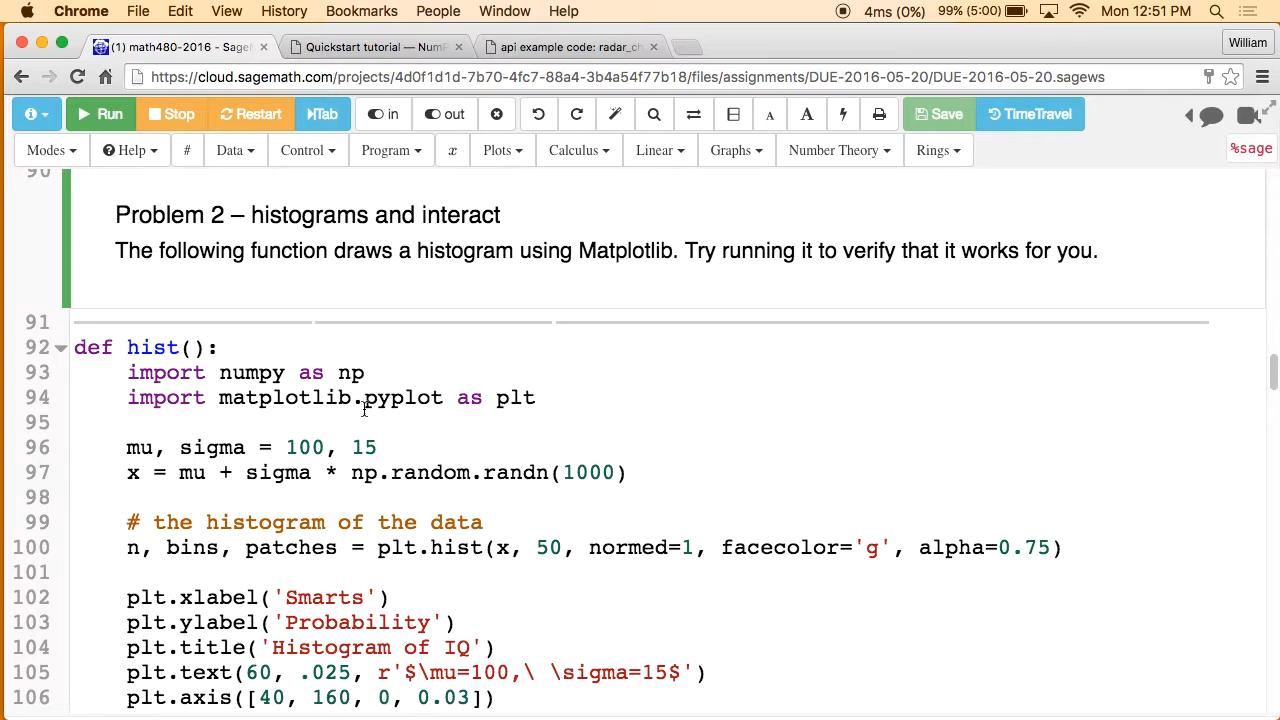 Chrome File Edit View History Bookmarks People Window Help 4ms (0%) 99% (5:00) Mon 12:51 PM
(1) math480-2016 - Sage Quickstart tutorial — Num api example code: radar_ch William
https://cloud.sagemath.com/projects/4d0f1d1d-7b70-4fc7-88a4-3b4a54f77b18/files/assignments/DUE-2016-05-20/DUE-2016-05-20.sagews
Run Stop Restart Tab in out A A Save TimeTravel
Modes Help # Data Control Program x Plots Calculus Linear Graphs Number Theory Rings %sage
90
Problem 2 – histograms and interact
The following function draws a histogram using Matplotlib. Try running it to verify that it works for you.
91
92 def hist():
93 import numpy as np
94 import matplotlib.pyplot as plt
95
96 mu, sigma = 100, 15
97 x = mu + sigma * np.random.randn(1000)
98
99 # the histogram of the data
100 n, bins, patches = plt.hist(x, 50, normed=1, facecolor='g', alpha=0.75)
101
102 plt.xlabel('Smarts')
103 plt.ylabel('Probability')
104 plt.title('Histogram of IQ')
105 plt.text(60, .025, r'$\mu=100,\ \sigma=15$')
106 plt.axis([40, 160, 0, 0.03])